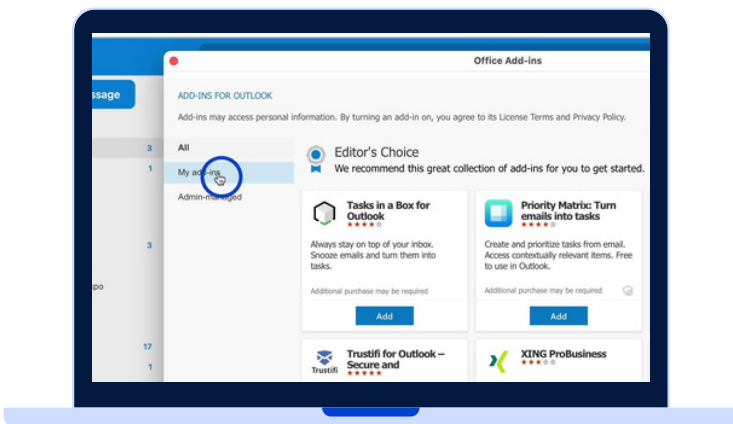 Office Add-ins
ssage
ADD-INS FOR OUTLOOK
Add-ins may access personal information. By turning an add-in on, you agree to its License Terms and Privacy Policy.
3
All
1
My add-ins
Admin-managed
3
po
17
1
Editor's Choice
We recommend this great collection of add-ins for you to get started.
Tasks in a Box for
Outlook
Always stay on top of your inbox.
Snooze emails and turn them into
tasks.
Additional purchase may be required
Add
Priority Matrix: Turn
emails into tasks
Create and prioritize tasks from email.
Access contextually relevant items. Free
to use in Outlook.
Additional purchase may be required
Add
Trustifi
Trustifi for Outlook –
Secure and
XING ProBusiness